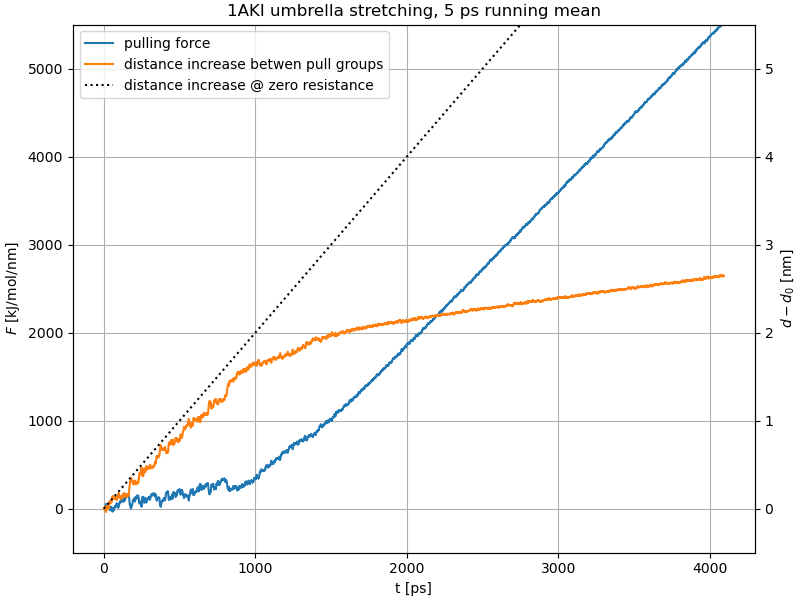 1AKI umbrella stretching, 5 ps running mean
pulling force
distance increase betwen pull groups
distance increase @ zero resistance
5000
4000
3000
2000
1000
0
F [kJ/mol/nm]
5
4
3
2
1
0
d − d₀ [nm]
0 1000 2000 3000 4000
t [ps]